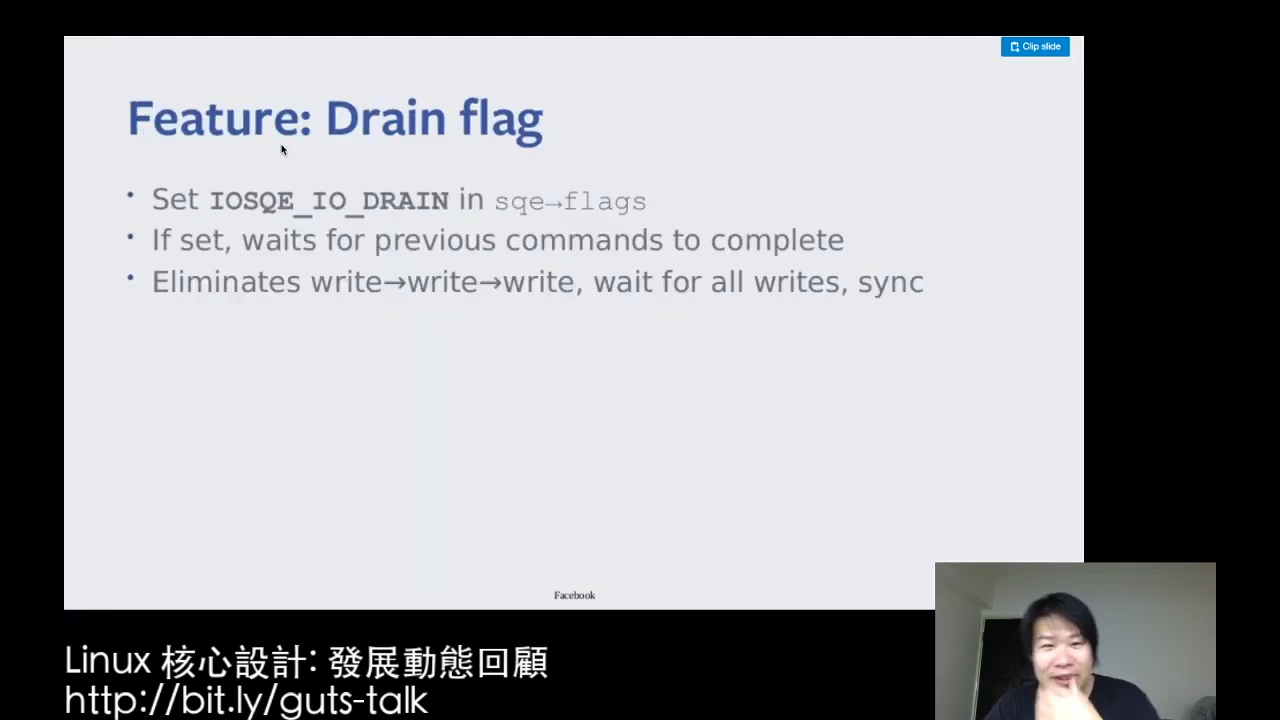 Clip slide
Feature: Drain flag
• Set IOSQE_IO_DRAIN in sqe→flags
• If set, waits for previous commands to complete
• Eliminates write→write→write, wait for all writes, sync
Facebook
Linux 核心設計: 發展動態回顧
http://bit.ly/guts-talk